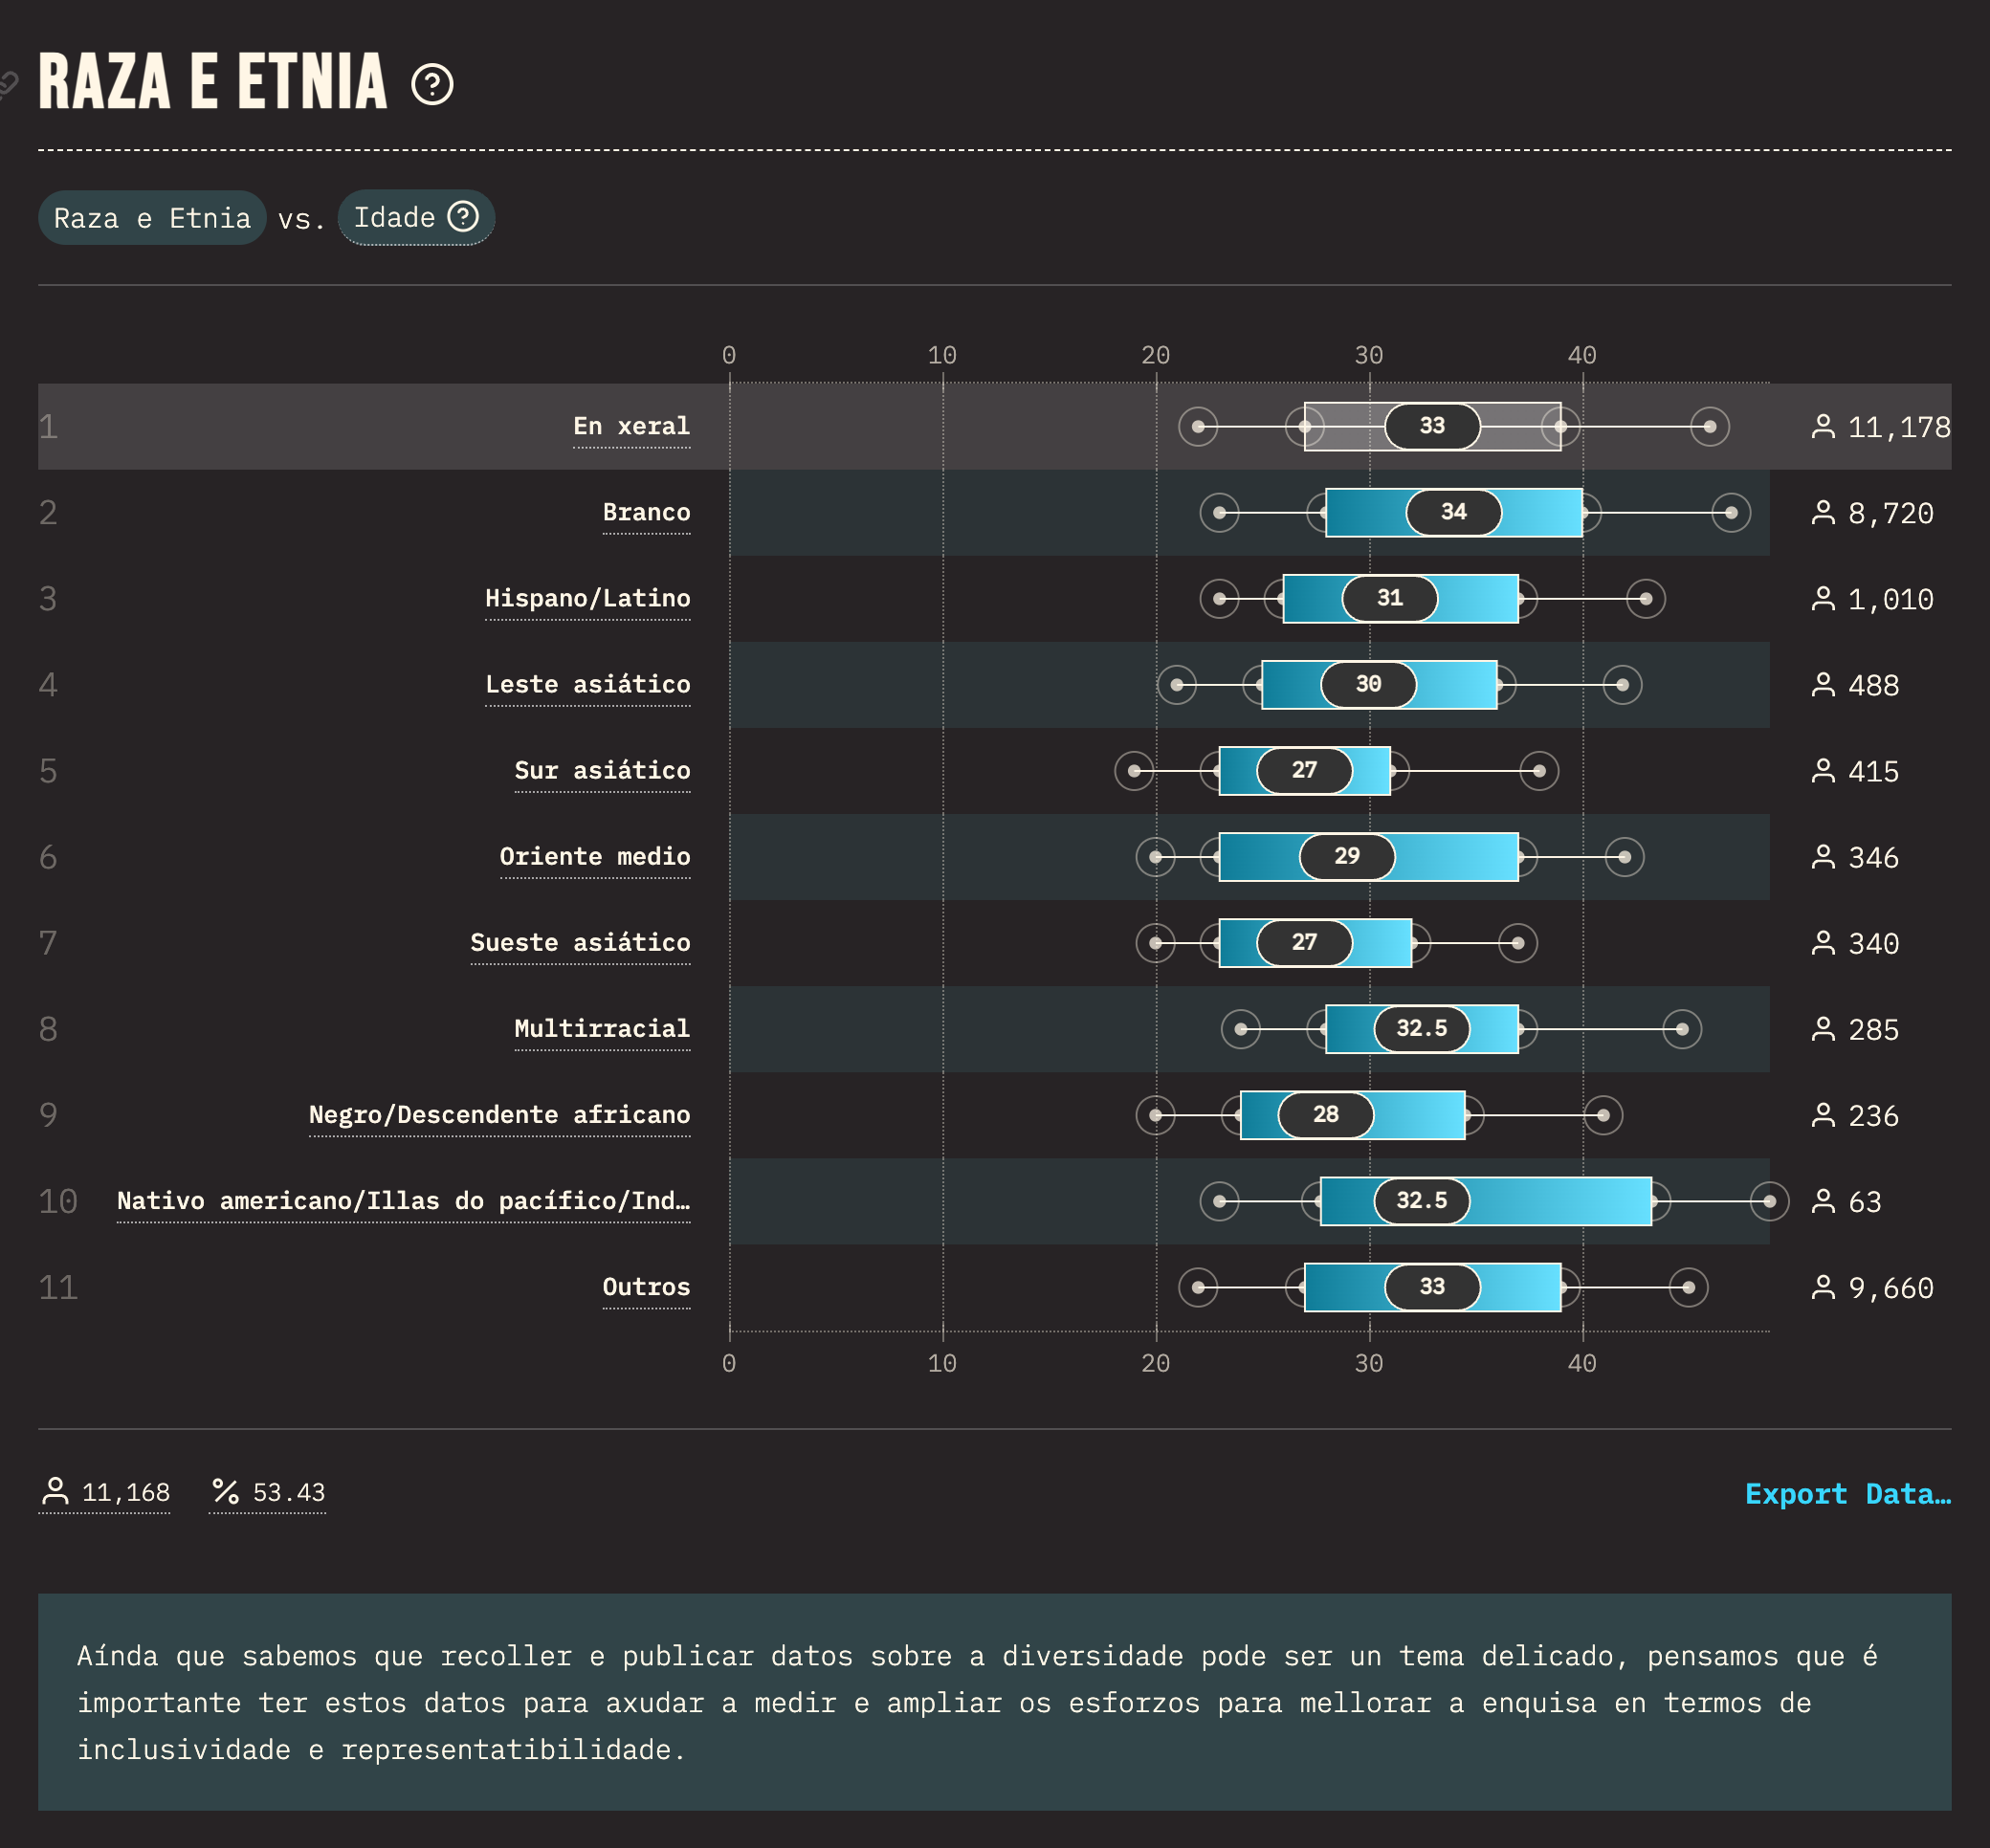 RAZA E ETNIA
Raza e Etnia vs. Idade
0 10 20 30 40
1 En xeral 33 11,178
2 Branco 34 8,720
3 Hispano/Latino 31 1,010
4 Leste asiático 30 488
5 Sur asiático 27 415
6 Oriente medio 29 346
7 Sueste asiático 27 340
8 Multirracial 32.5 285
9 Negro/Descendente africano 28 236
10 Nativo americano/Illas do pacífico/Ind… 32.5 63
11 Outros 33 9,660
0 10 20 30 40
11,168 % 53.43 Export Data…
Aínda que sabemos que recoller e publicar datos sobre a diversidade pode ser un tema delicado, pensamos que é
importante ter estos datos para axudar a medir e ampliar os esforzos para mellorar a enquisa en termos de
inclusividade e representatibilidade.